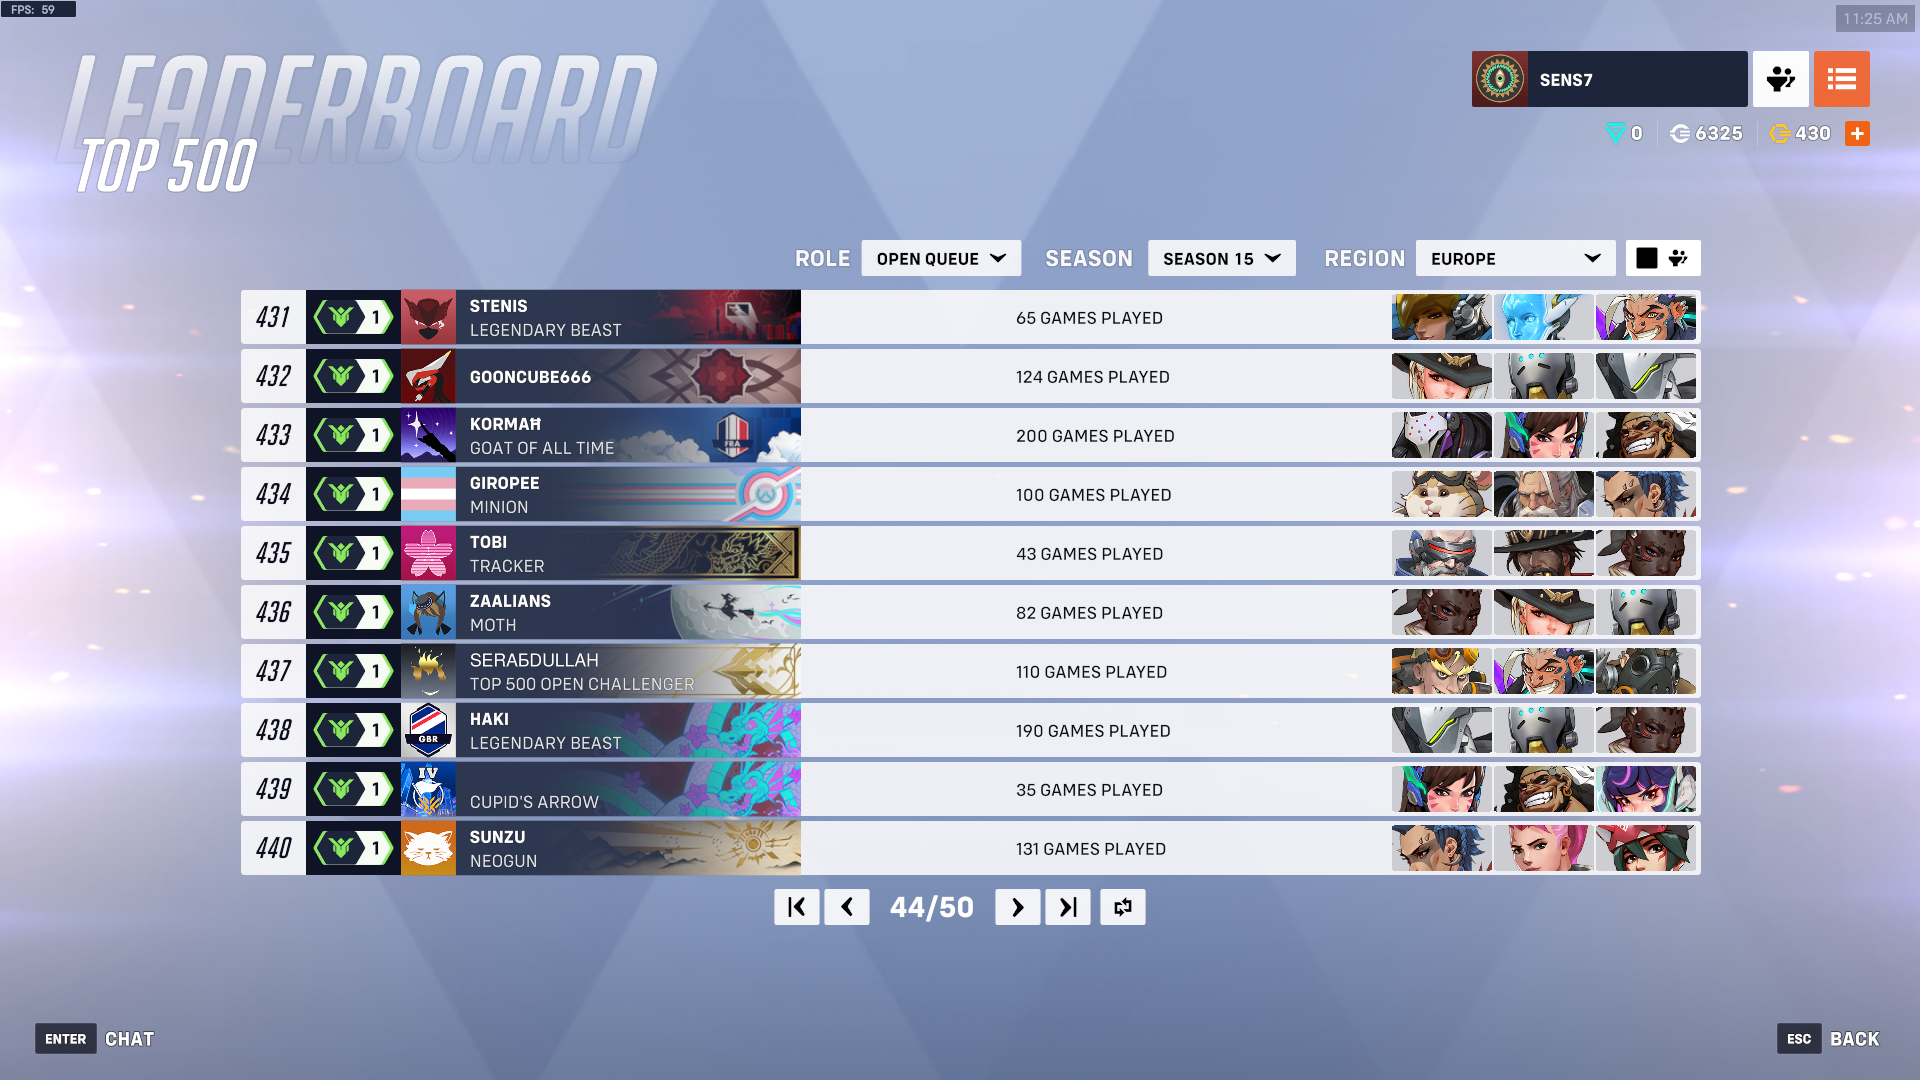 FPS: 59
11:25 AM
LEADERBOARD
TOP 500
SENS7
0
6325
430
ROLE
OPEN QUEUE
SEASON
SEASON 15
REGION
EUROPE
431
1
STENIS
LEGENDARY BEAST
65 GAMES PLAYED
432
1
GOONCUBE666
124 GAMES PLAYED
433
1
KORMAĦ
GOAT OF ALL TIME
FRA
200 GAMES PLAYED
434
1
GIROPEE
MINION
100 GAMES PLAYED
435
1
TOBI
TRACKER
43 GAMES PLAYED
436
1
ZAALIANS
MOTH
82 GAMES PLAYED
437
1
SERAБDULLAH
TOP 500 OPEN CHALLENGER
110 GAMES PLAYED
438
1
GBR
HAKI
LEGENDARY BEAST
190 GAMES PLAYED
439
1
IV
CUPID'S ARROW
35 GAMES PLAYED
440
1
SUNZU
NEOGUN
131 GAMES PLAYED
44/50
ENTER CHAT
ESC BACK